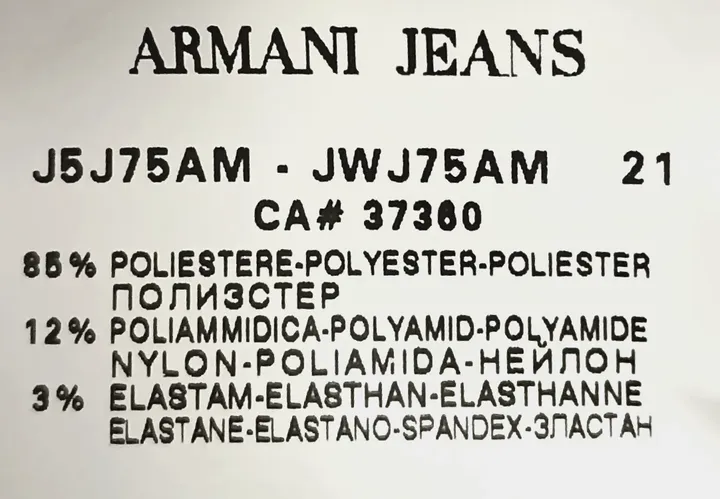 ARMANI JEANS
J5J75AM - JWJ75AM 21
CA# 37360
85% POLIESTERE-POLYESTER-POLIESTER
ПОЛИЭСТЕР
12% POLIAMMIDICA-POLYAMID-POLYAMIDE
NYLON-POLIAMIDA-НЕЙЛОН
3% ELASTAM-ELASTHAN-ELASTHANNE
ELASTANE-ELASTANO-SPANDEX-ЭЛАСТАН